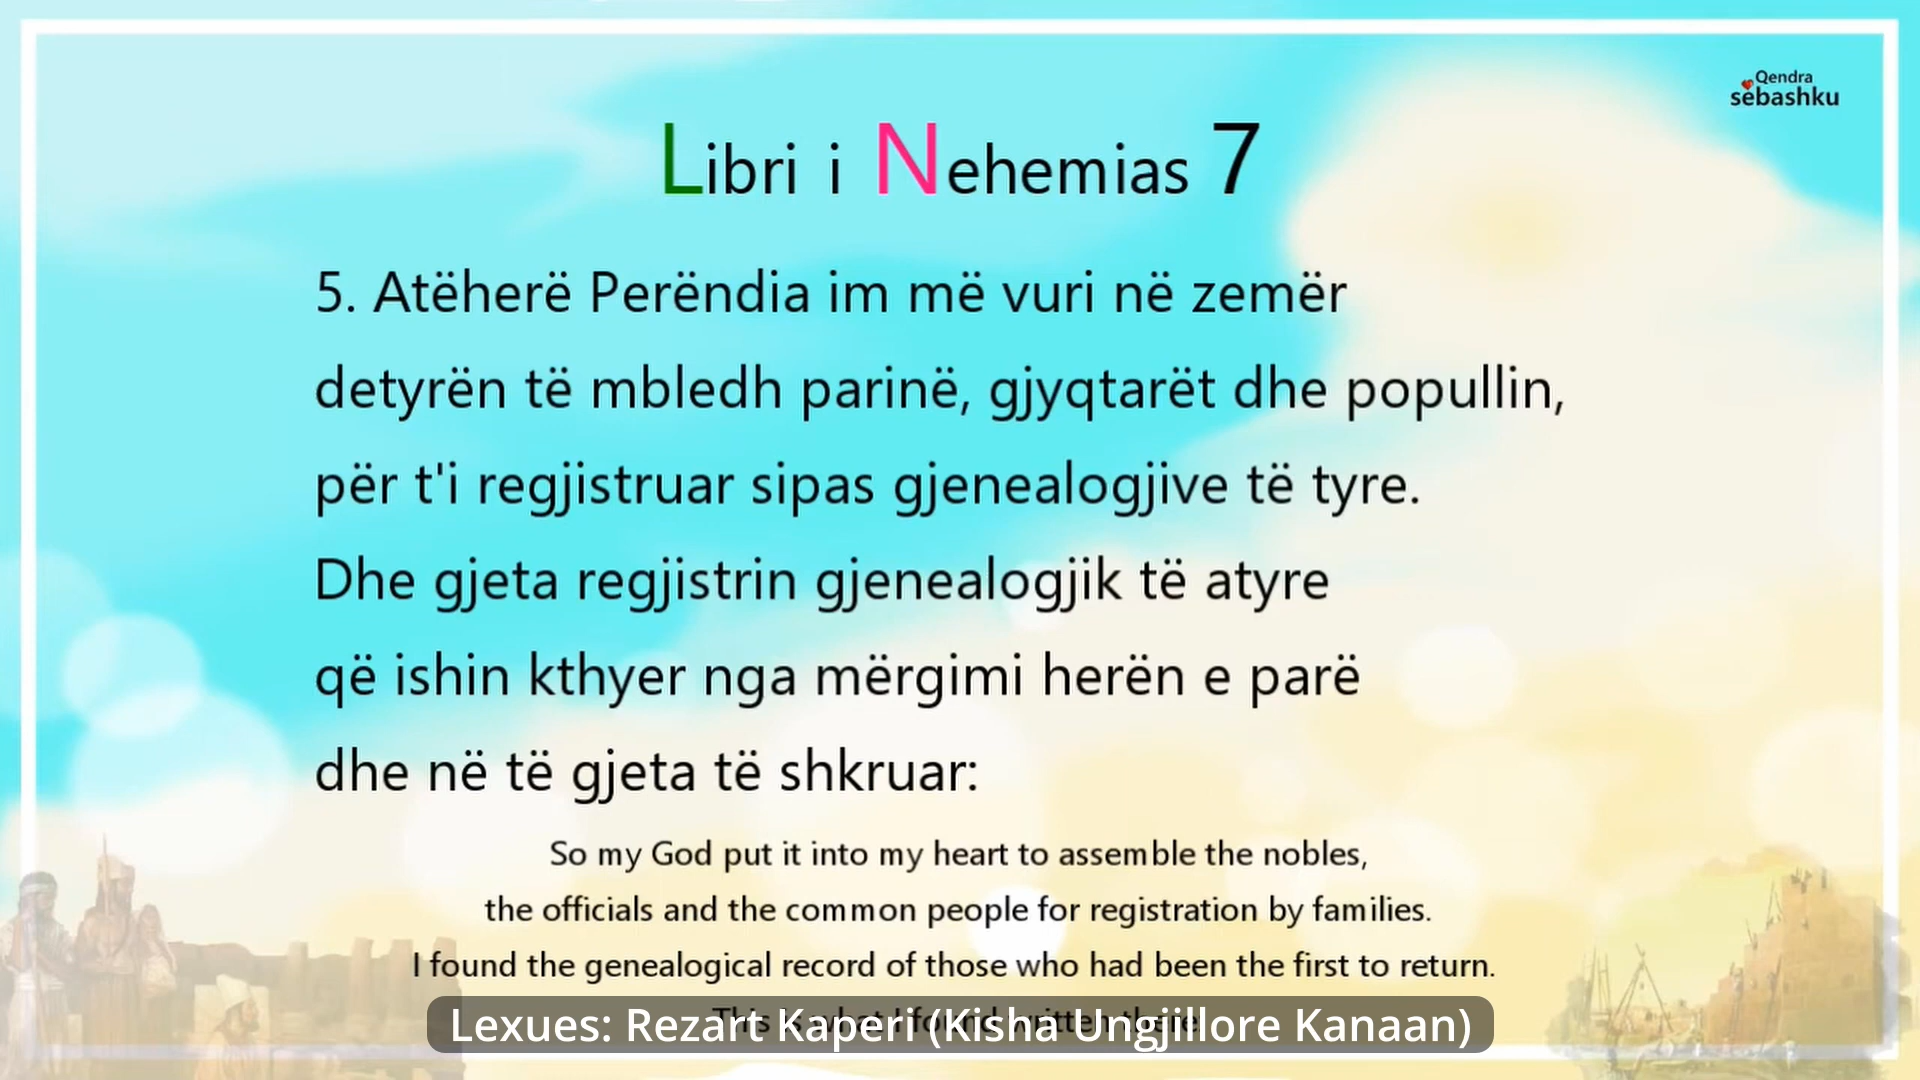 Qendra
sëbashku
Libri i Nehemias 7
5. Atëherë Perëndia im më vuri në zemër
detyrën të mbledh parinë, gjyqtarët dhe popullin,
për t'i regjistruar sipas gjenealogjive të tyre.
Dhe gjeta regjistrin gjenealogjik të atyre
që ishin kthyer nga mërgimi herën e parë
dhe në të gjeta të shkruar:
So my God put it into my heart to assemble the nobles,
the officials and the common people for registration by families.
I found the genealogical record of those who had been the first to return.
Lexues: Rezart Kaperi (Kisha Ungjillore Kanaan)